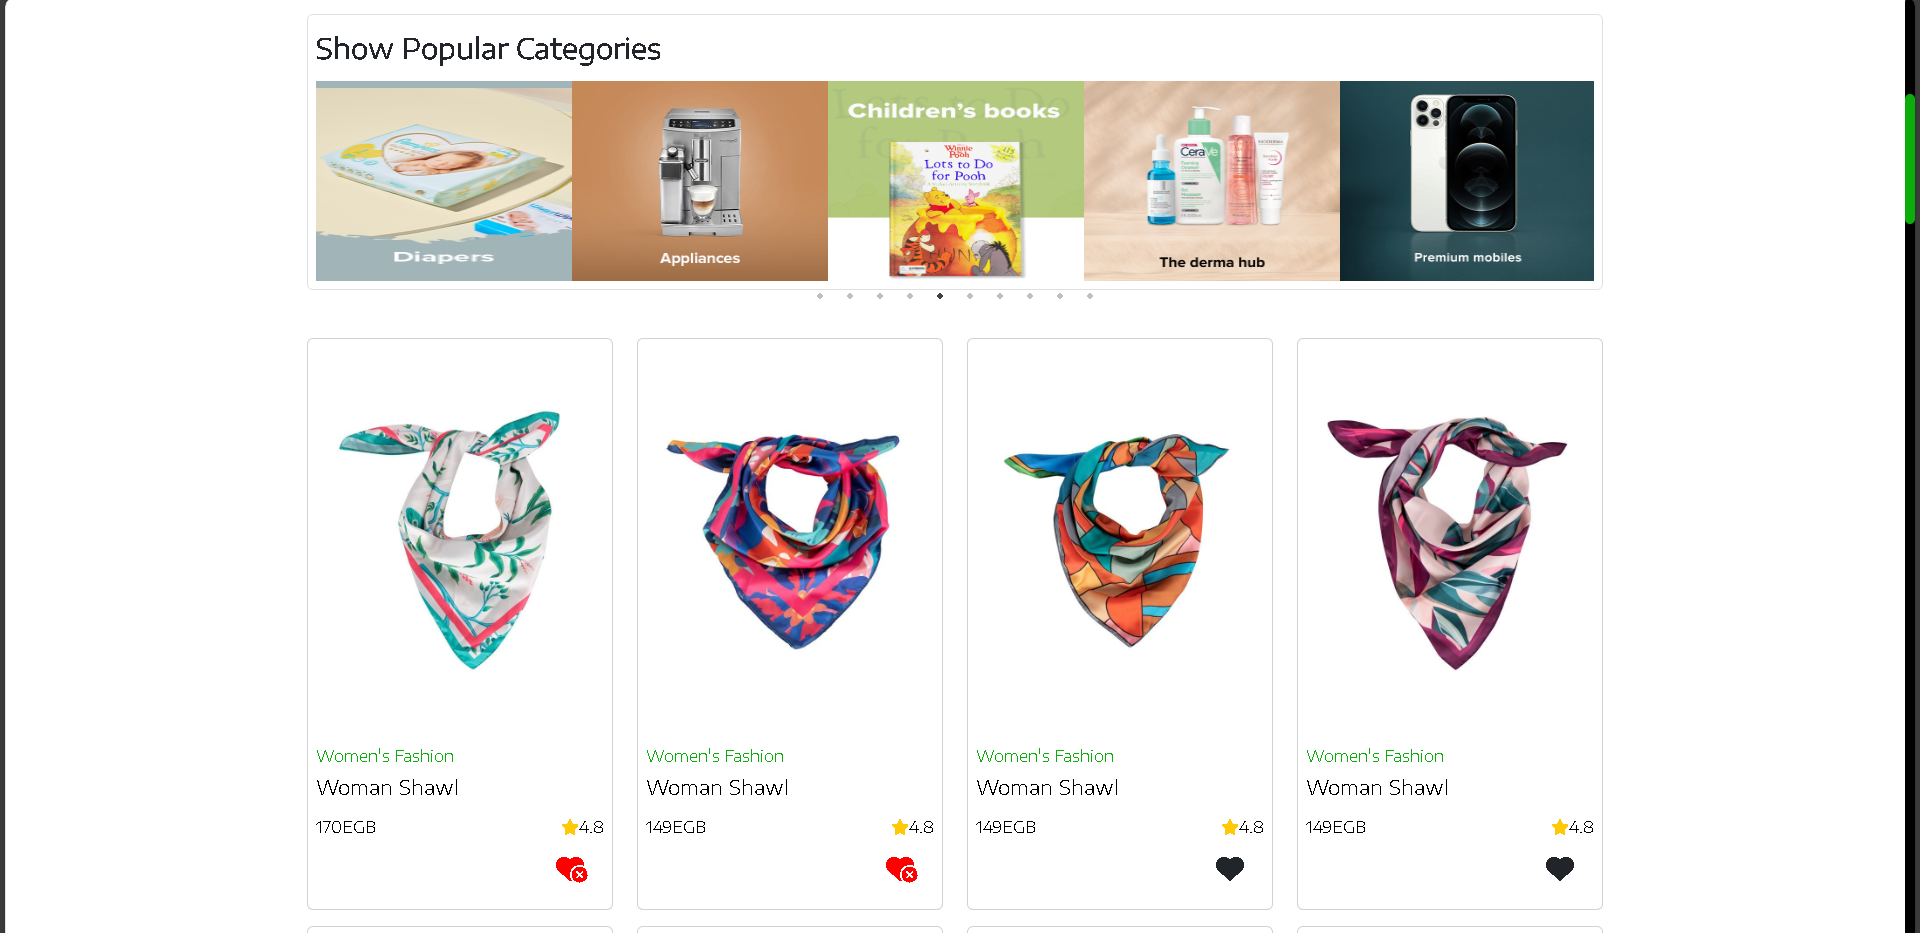 Show Popular Categories
Diapers
Appliances
Children's books
Winnie the Pooh
Lots to Do
for Pooh
CeraVe
The derma hub
Premium mobiles
Women's Fashion
Woman Shawl
170EGB
4.8
Women's Fashion
Woman Shawl
149EGB
4.8
Women's Fashion
Woman Shawl
149EGB
4.8
Women's Fashion
Woman Shawl
149EGB
4.8